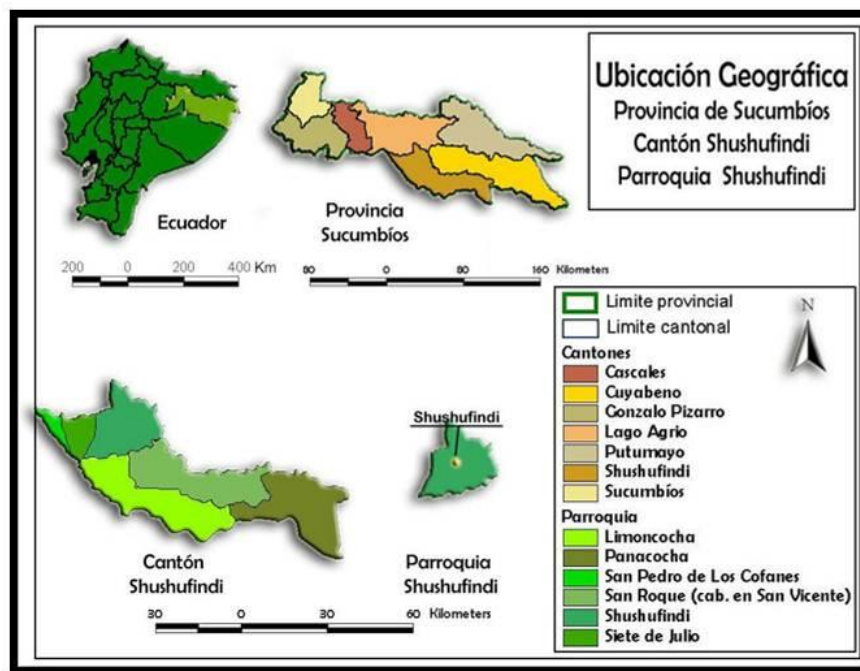 Ubicación Geográfica
Provincia de Sucumbíos
Cantón Shushufindi
Parroquia Shushufindi
Ecuador
Provincia
Sucumbíos
200 0 200 400 Km
80 0 80 160 Kilometers
Limite provincial
Limite cantonal
N
Cantones
Cascales
Cuyabeno
Gonzalo Pizarro
Lago Agrio
Putumayo
Shushufindi
Sucumbíos
Parroquia
Limoncocha
Panacocha
San Pedro de Los Cofanes
San Roque (cab. en San Vicente)
Shushufindi
Siete de Julio
Shushufindi
Cantón
Shushufindi
Parroquia
Shushufindi
30 0 30 60 Kilometers